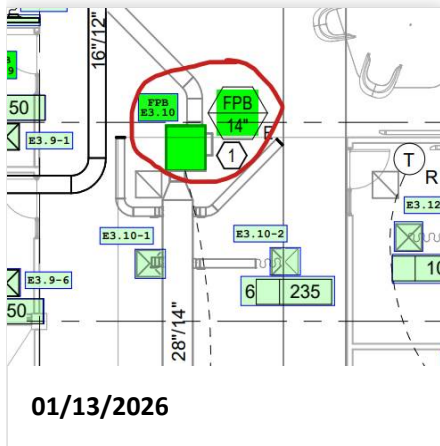 16"/12"
FPB
E3.10
FPB
14"
50
E3.9-1
1
T
R
E3.12
E3.10-1
E3.10-2
E3.9-6
6 235
10
50
28"/14"
01/13/2026